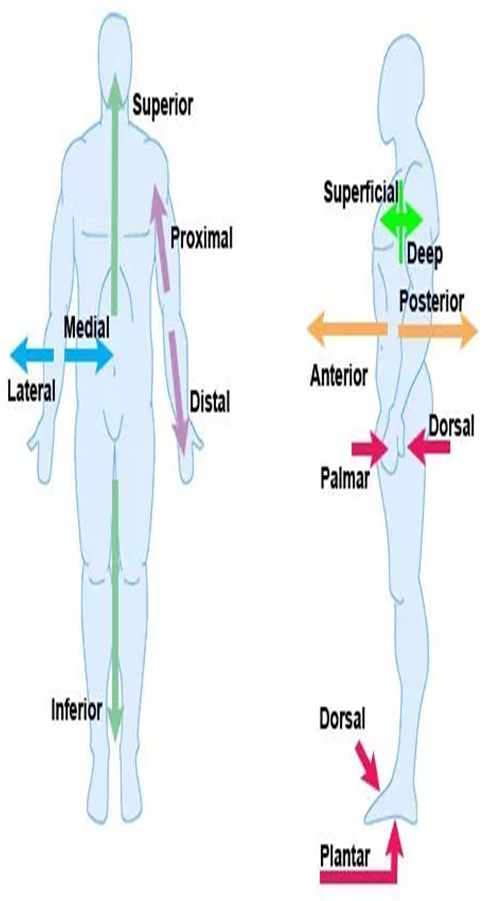 Superior
Proximal
Medial
Lateral
Distal
Inferior
Superficial
Deep
Posterior
Anterior
Dorsal
Palmar
Dorsal
Plantar